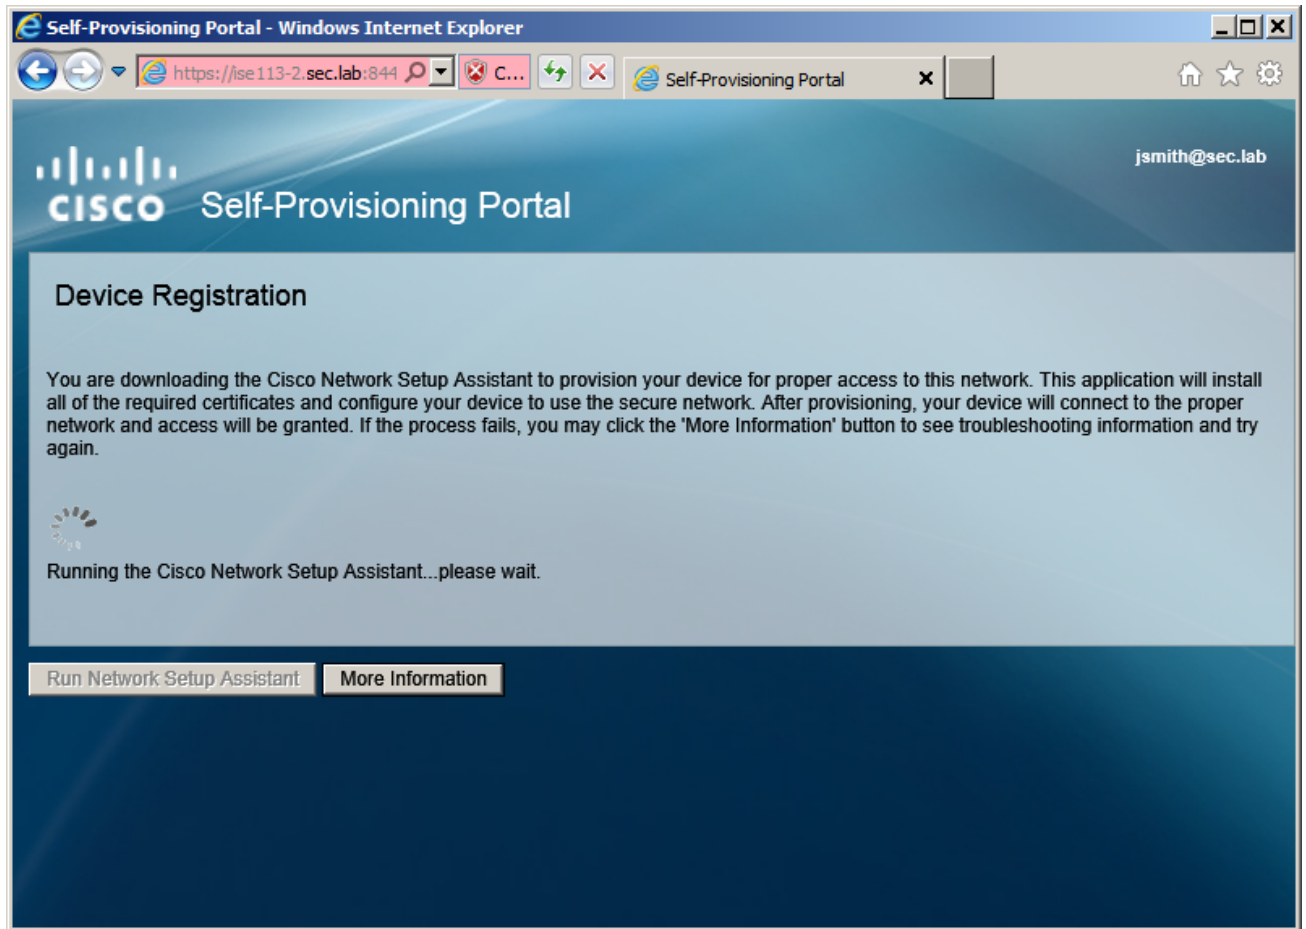 Self-Provisioning Portal - Windows Internet Explorer
https://ise113-2.sec.lab:844 C... Self-Provisioning Portal
jsmith@sec.lab
CISCO Self-Provisioning Portal
Device Registration
You are downloading the Cisco Network Setup Assistant to provision your device for proper access to this network. This application will install
all of the required certificates and configure your device to use the secure network. After provisioning, your device will connect to the proper
network and access will be granted. If the process fails, you may click the 'More Information' button to see troubleshooting information and try
again.
Running the Cisco Network Setup Assistant...please wait.
Run Network Setup Assistant More Information